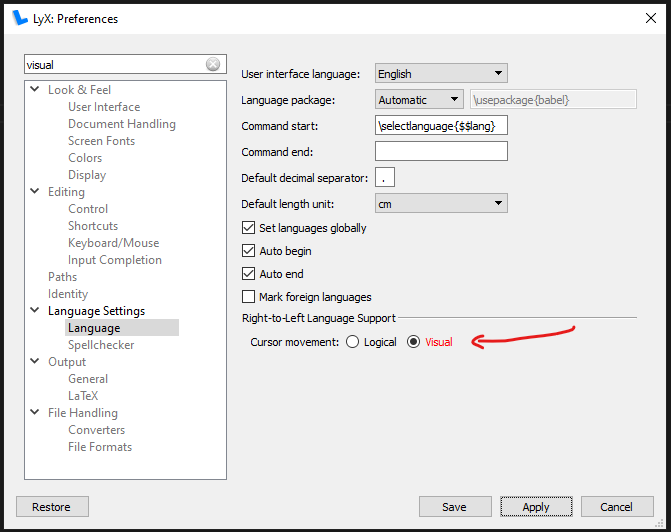 LyX: Preferences
visual
Look & Feel
User Interface
Document Handling
Screen Fonts
Colors
Display
Editing
Control
Shortcuts
Keyboard/Mouse
Input Completion
Paths
Identity
Language Settings
Language
Spellchecker
Output
General
LaTeX
File Handling
Converters
File Formats
User interface language: English
Language package: Automatic \usepackage{babel}
Command start: \selectlanguage{$$lang}
Command end:
Default decimal separator: .
Default length unit: cm
Set languages globally
Auto begin
Auto end
Mark foreign languages
Right-to-Left Language Support
Cursor movement: Logical Visual
Restore Save Apply Cancel